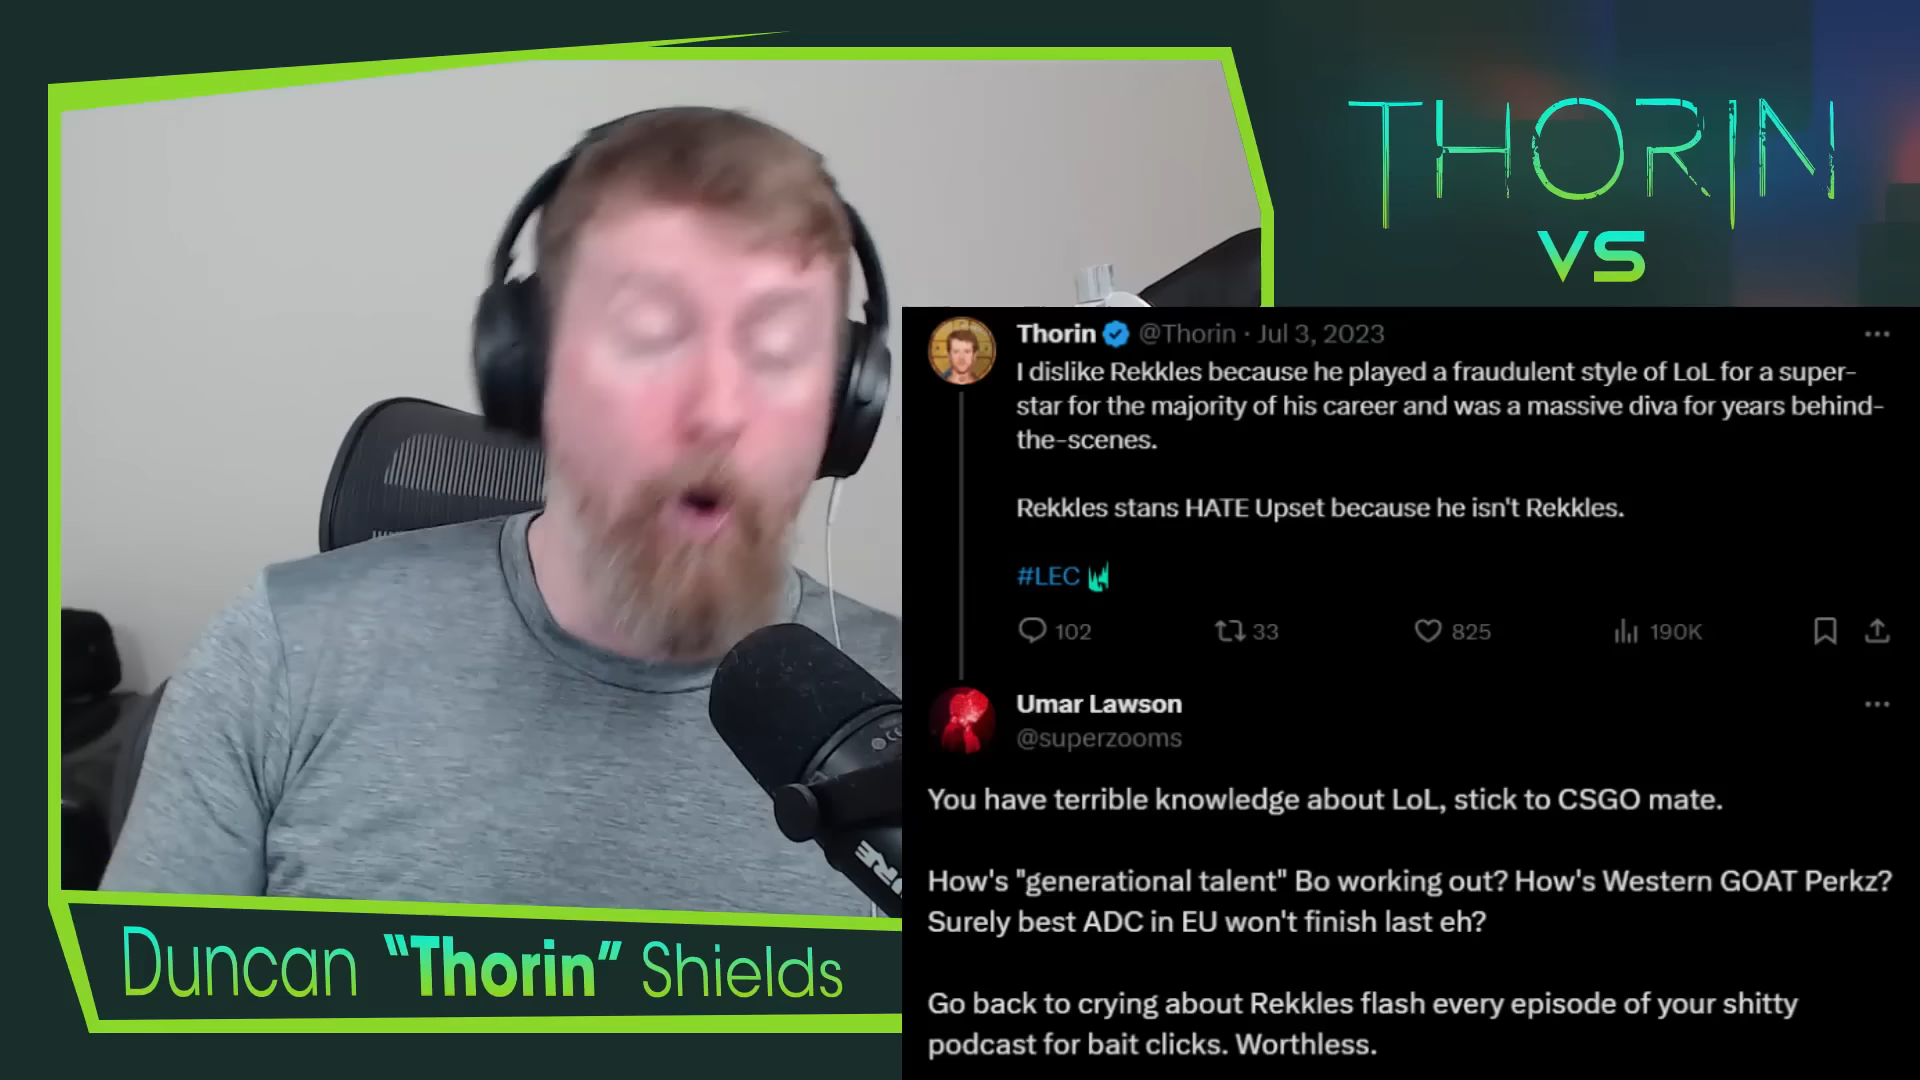 THORIN
VS
Thorin @Thorin · Jul 3, 2023
I dislike Rekkles because he played a fraudulent style of LoL for a super-
star for the majority of his career and was a massive diva for years behind-
the-scenes.
Rekkles stans HATE Upset because he isn't Rekkles.
#LEC
102 33 825 190K
Umar Lawson
@superzooms
You have terrible knowledge about LoL, stick to CSGO mate.
How's "generational talent" Bo working out? How's Western GOAT Perkz?
Surely best ADC in EU won't finish last eh?
Go back to crying about Rekkles flash every episode of your shitty
podcast for bait clicks. Worthless.
Duncan "Thorin" Shields